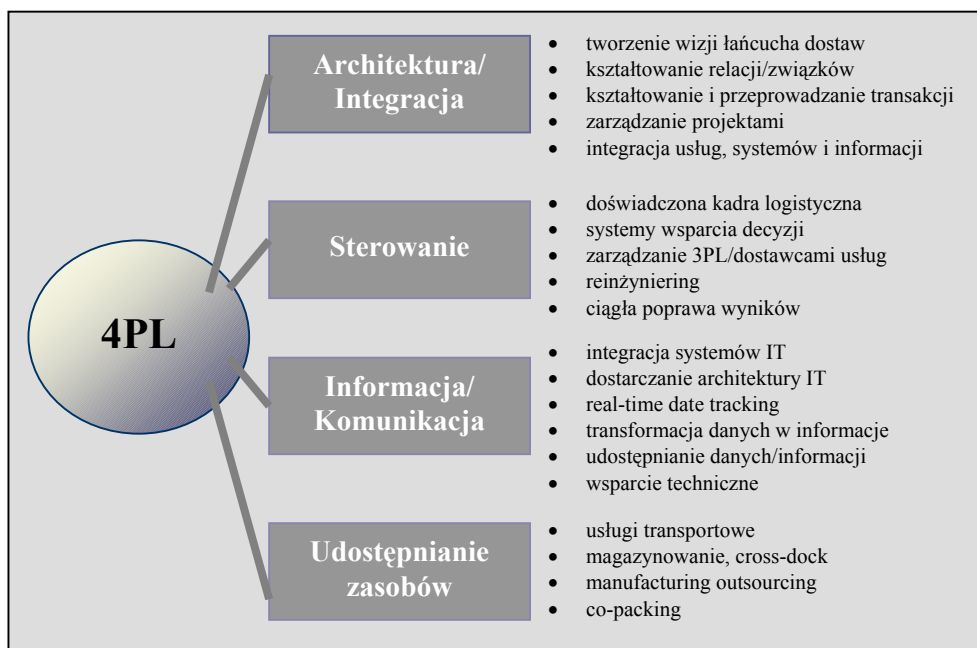 4PL
Architektura/
Integracja
• tworzenie wizji łańcucha dostaw
• kształtowanie relacji/związków
• kształtowanie i przeprowadzanie transakcji
• zarządzanie projektami
• integracja usług, systemów i informacji
Sterowanie
• doświadczona kadra logistyczna
• systemy wsparcia decyzji
• zarządzanie 3PL/dostawcami usług
• reinżyniering
• ciągła poprawa wyników
Informacja/
Komunikacja
• integracja systemów IT
• dostarczanie architektury IT
• real-time date tracking
• transformacja danych w informacje
• udostępnianie danych/informacji
• wsparcie techniczne
Udostępnianie
zasobów
• usługi transportowe
• magazynowanie, cross-dock
• manufacturing outsourcing
• co-packing